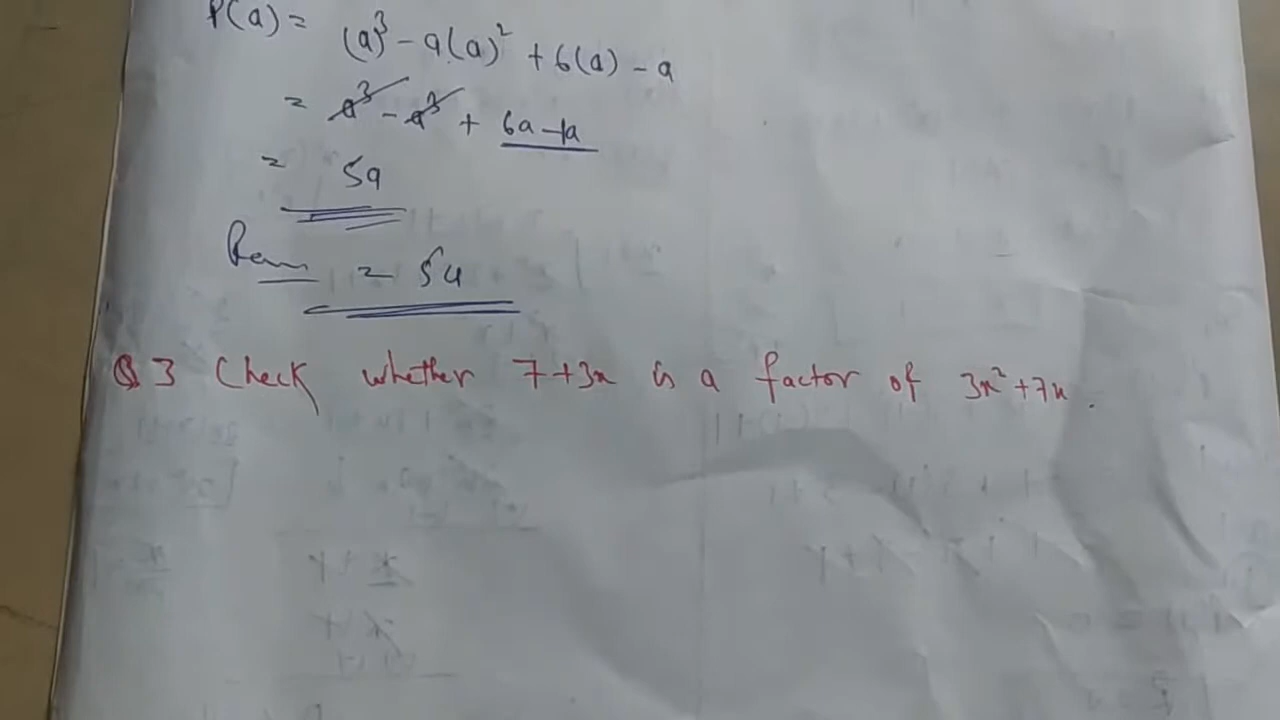 P(a) = (a)³ - a(a)² + 6(a) - a
= a³ - a³ + 6a - 1a
= 5a
Rem = 5a
Q3 Check whether 7+3x is a factor of 3x²+7x.